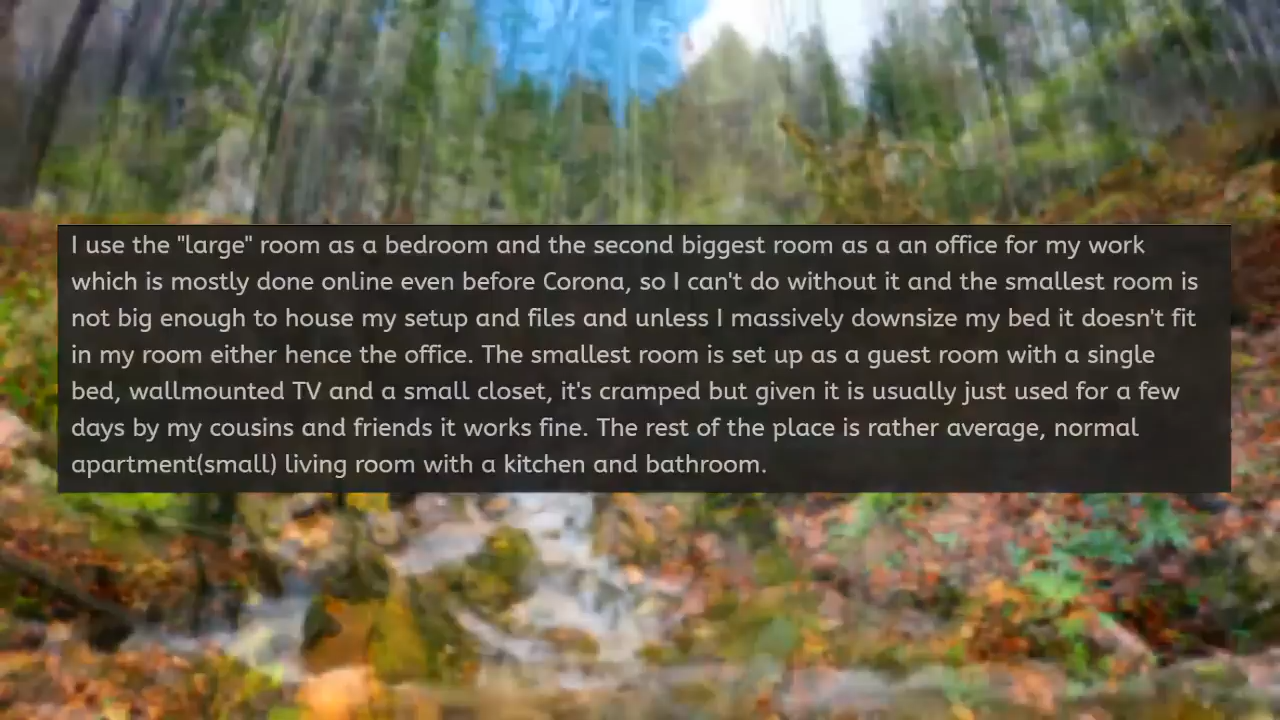 I use the "large" room as a bedroom and the second biggest room as a an office for my work
which is mostly done online even before Corona, so I can't do without it and the smallest room is
not big enough to house my setup and files and unless I massively downsize my bed it doesn't fit
in my room either hence the office. The smallest room is set up as a guest room with a single
bed, wallmounted TV and a small closet, it's cramped but given it is usually just used for a few
days by my cousins and friends it works fine. The rest of the place is rather average, normal
apartment(small) living room with a kitchen and bathroom.